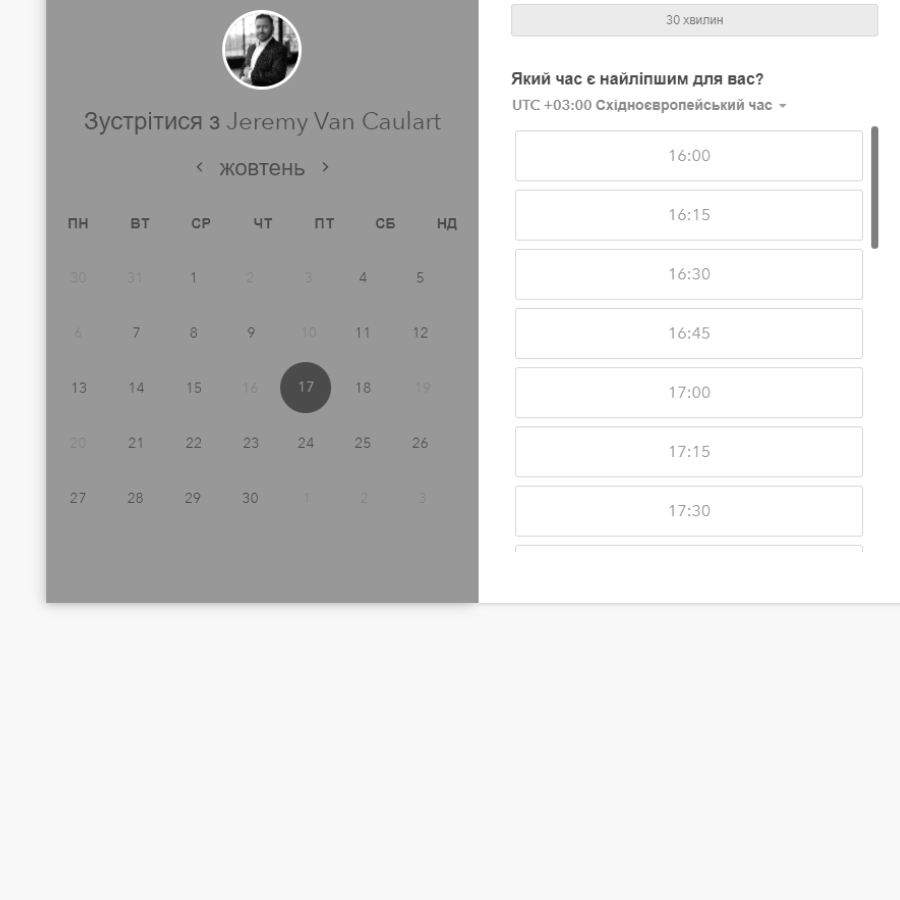 Зустрітися з Jeremy Van Caulart
жовтень
ПН ВТ СР ЧТ ПТ СБ НД
30 31 1 2 3 4 5
6 7 8 9 10 11 12
13 14 15 16 17 18 19
20 21 22 23 24 25 26
27 28 29 30 1 2 3
30 хвилин
Який час є найліпшим для вас?
UTC +03:00 Східноєвропейський час
16:00
16:15
16:30
16:45
17:00
17:15
17:30